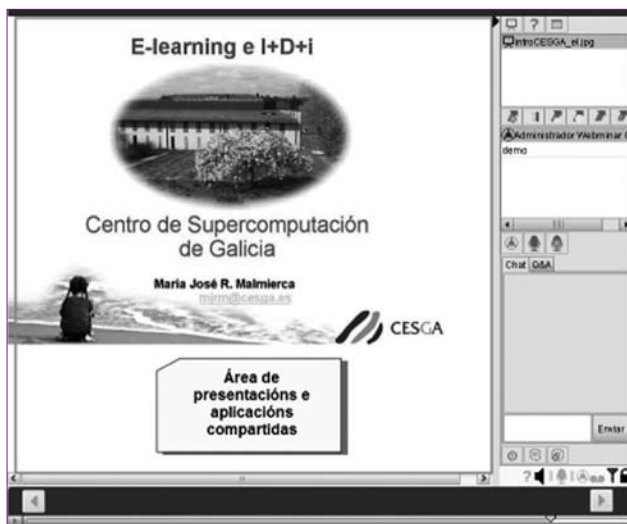 E-learning e I+D+i
Centro de Supercomputación
de Galicia
María José R. Malmierca
mjrm@cesga.es
CESGA
Área de
presentacións e
aplicacións
compartidas
introCESGA_el.jpg
Administrador Webminar
demo
Chat Q&A
Enviar